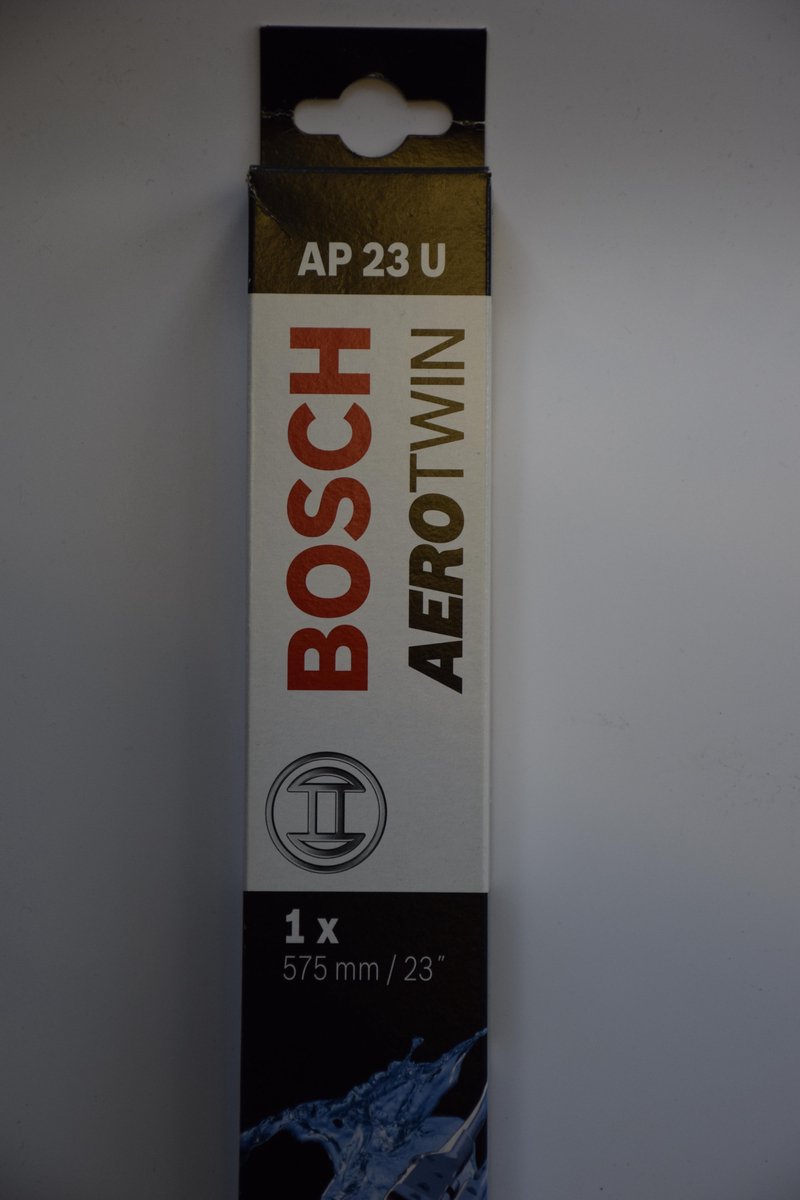 AP 23 U
BOSCH
AEROTWIN
1 x
575 mm / 23″